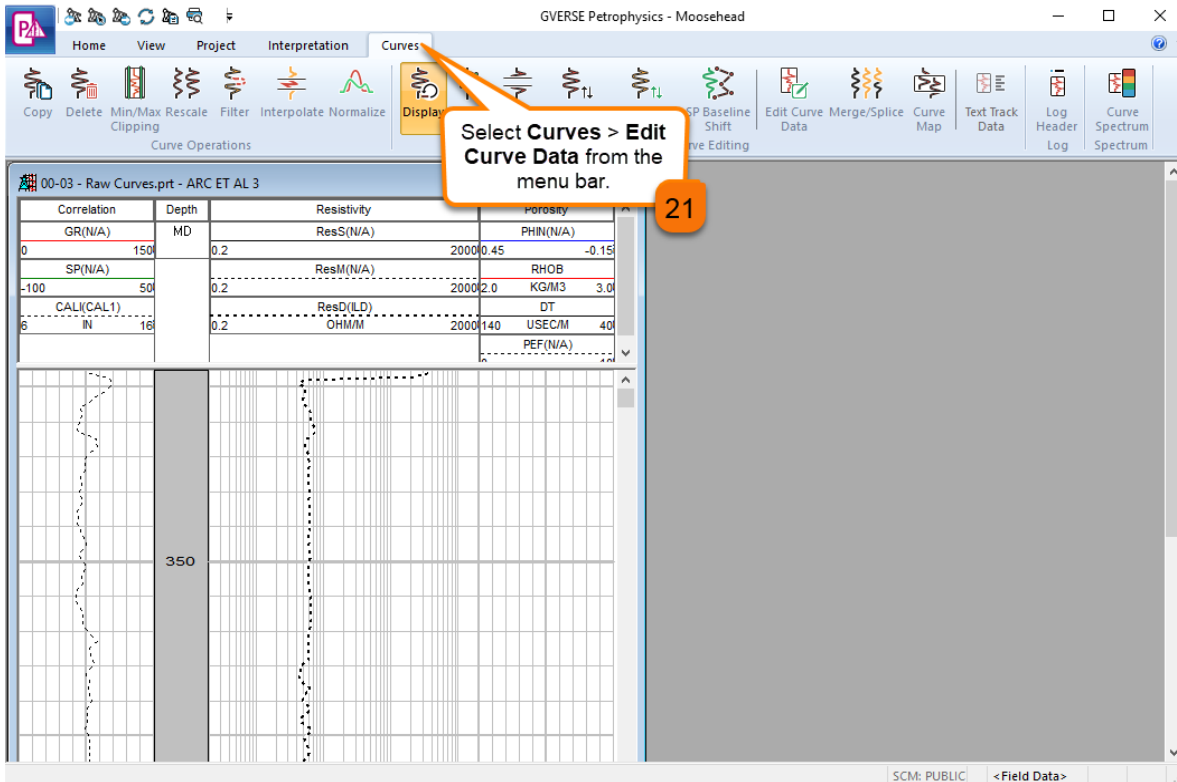 GVERSE Petrophysics - Moosehead
Home View Project Interpretation Curves
Copy Delete Min/Max Clipping Rescale Filter Interpolate Normalize Display SP Baseline Shift Edit Curve Data Merge/Splice Curve Map Text Track Data Log Header Curve Spectrum
Curve Operations Log Spectrum
Select Curves > Edit
Curve Data from the
menu bar.
21
00-03 - Raw Curves.prt - ARC ET AL 3
Correlation Depth Resistivity Porosity
GR(N/A) MD ResS(N/A) PHIN(N/A)
0 150 0.2 2000 0.45 -0.15
SP(N/A) ResM(N/A) RHOB
-100 50 0.2 2000 2.0 KG/M3 3.0
CALI(CAL1) ResD(ILD) DT
6 IN 16 0.2 OHM/M 2000 140 USEC/M 40
PEF(N/A)
350
SCM: PUBLIC <Field Data>